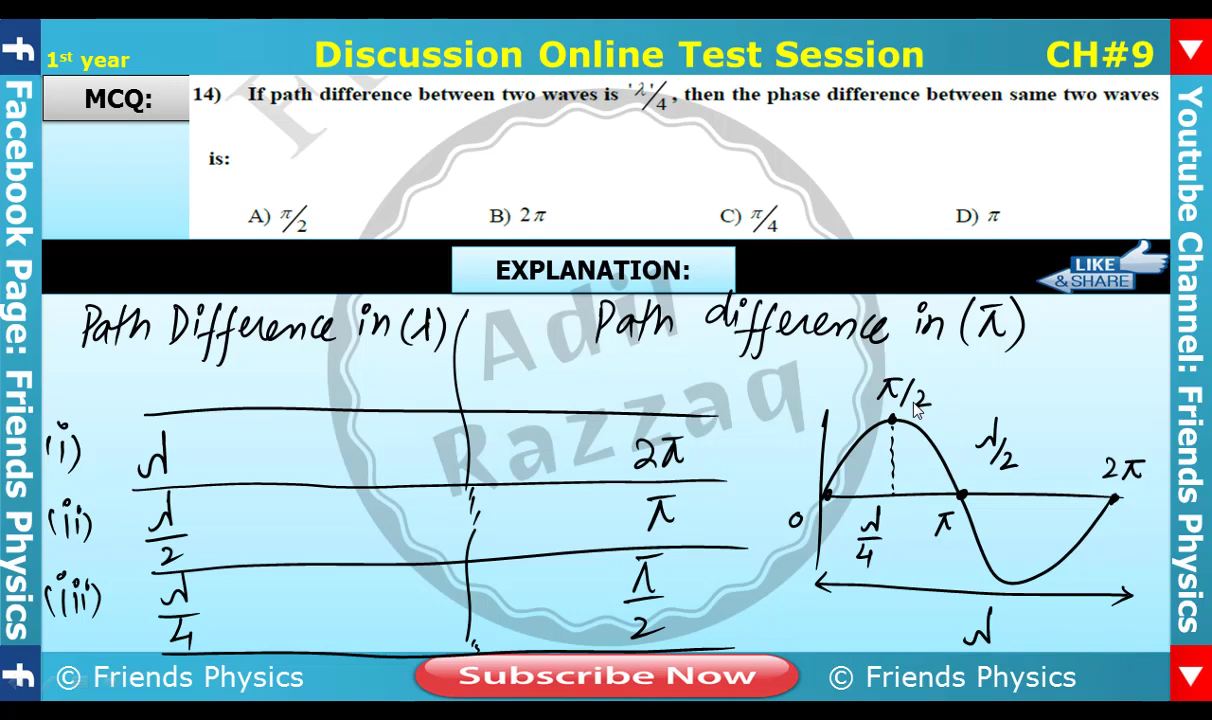 1st year
Discussion Online Test Session
CH#9
MCQ:
14) If path difference between two waves is 'λ'/4, then the phase difference between same two waves
is:
A) π/2 B) 2π C) π/4 D) π
EXPLANATION:
LIKE
& SHARE
Path Difference in (λ) Path difference in (π)
(i) λ 2π
(ii) λ/2 π
(iii) λ/4 π/2
π/2
λ/2
2π
0
λ/4
π
λ
Adil
Razzaq
© Friends Physics
Subscribe Now
© Friends Physics
Facebook Page: Friends Physics
Youtube Channel: Friends Physics